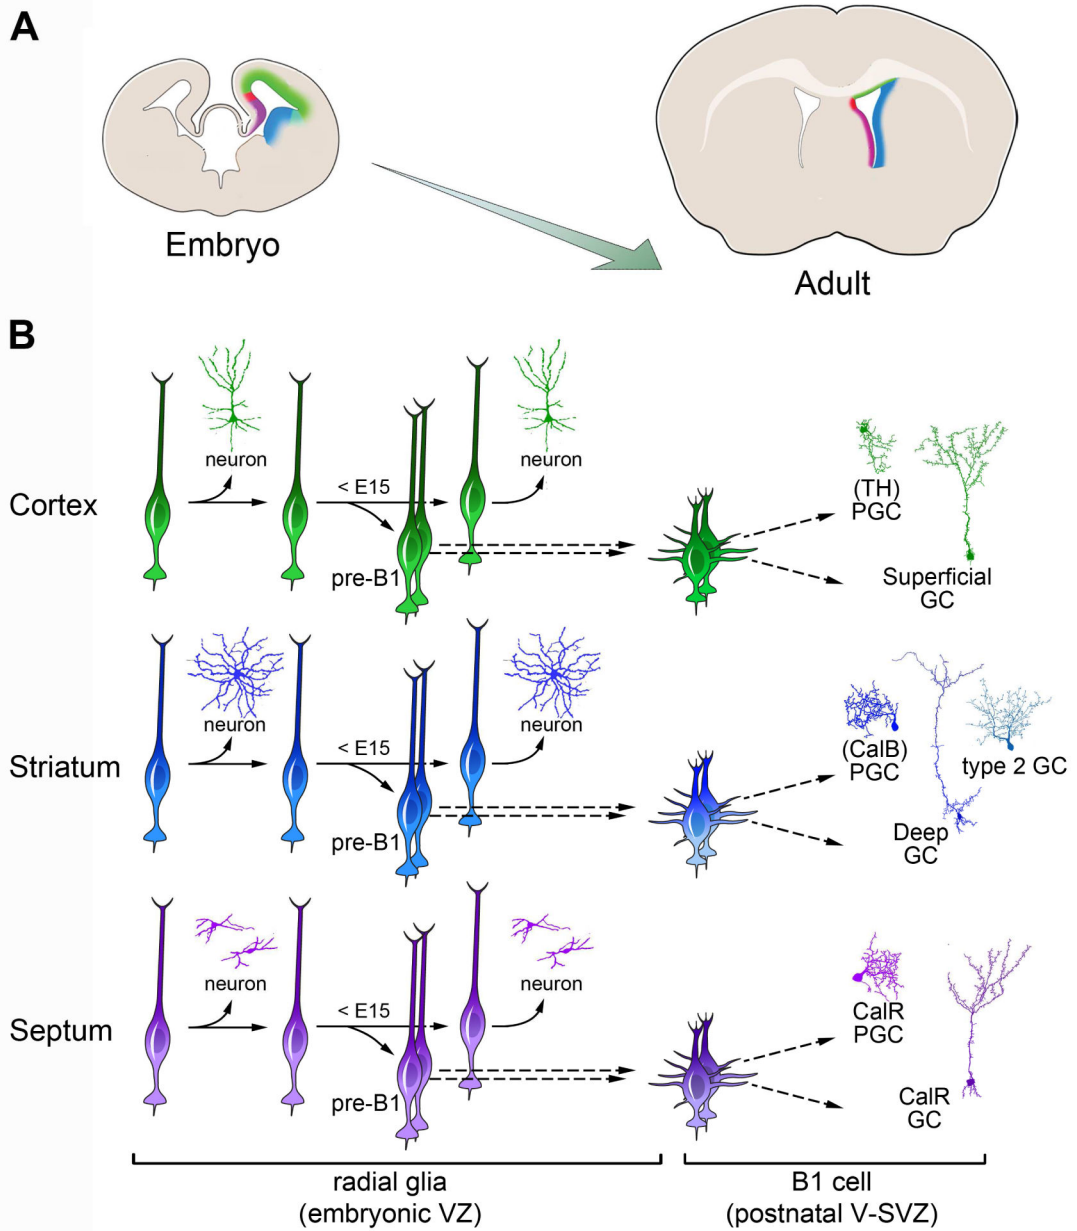 A
Embryo
Adult
B
Cortex
neuron
< E15
pre-B1
neuron
(TH)
PGC
Superficial
GC
Striatum
neuron
< E15
pre-B1
neuron
(CalB)
PGC
type 2 GC
Deep
GC
Septum
neuron
< E15
pre-B1
neuron
CalR
PGC
CalR
GC
radial glia
(embryonic VZ)
B1 cell
(postnatal V-SVZ)